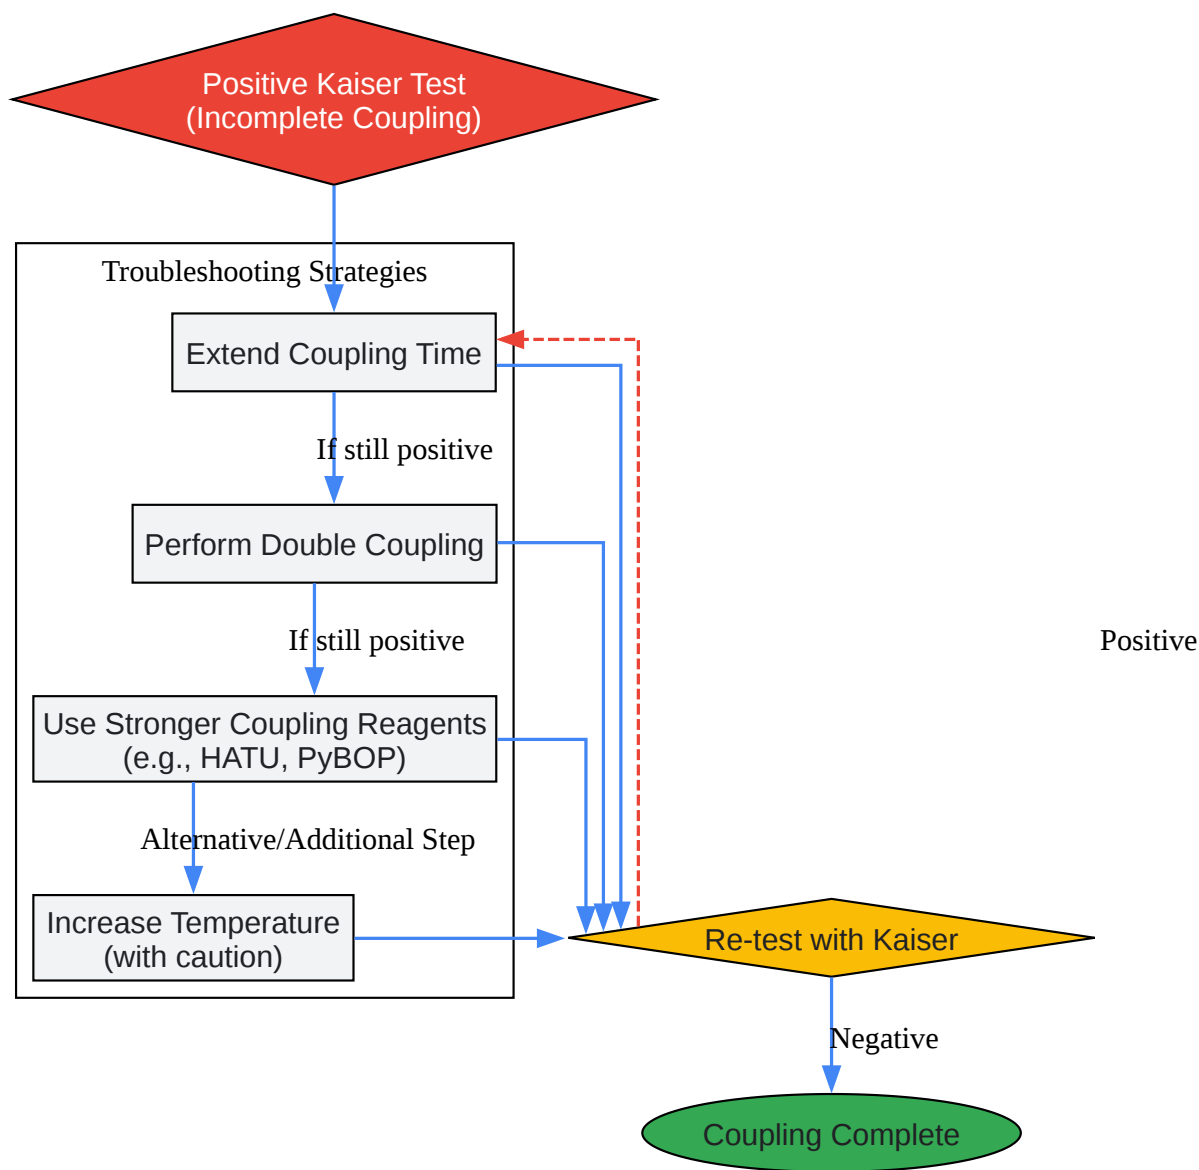 Positive Kaiser Test
(Incomplete Coupling)
Troubleshooting Strategies
Extend Coupling Time
If still positive
Perform Double Coupling
If still positive
Positive
Use Stronger Coupling Reagents
(e.g., HATU, PyBOP)
Alternative/Additional Step
Increase Temperature
(with caution)
Re-test with Kaiser
Negative
Coupling Complete